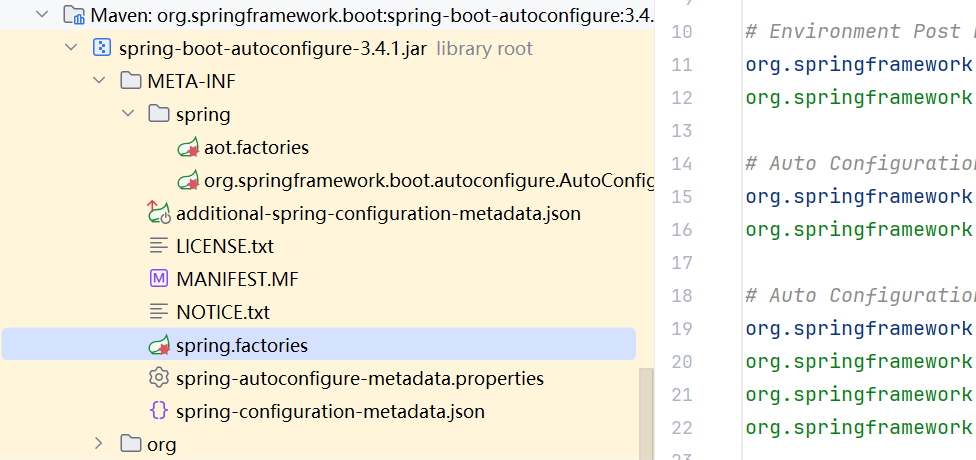 Maven: org.springframework.boot:spring-boot-autoconfigure:3.4.
spring-boot-autoconfigure-3.4.1.jar library root
META-INF
spring
aot.factories
org.springframework.boot.autoconfigure.AutoConfig
additional-spring-configuration-metadata.json
LICENSE.txt
MANIFEST.MF
NOTICE.txt
spring.factories
spring-autoconfigure-metadata.properties
spring-configuration-metadata.json
org
10 # Environment Post
11 org.springframework
12 org.springframework
13
14 # Auto Configuration
15 org.springframework
16 org.springframework
17
18 # Auto Configuration
19 org.springframework
20 org.springframework
21 org.springframework
22 org.springframework